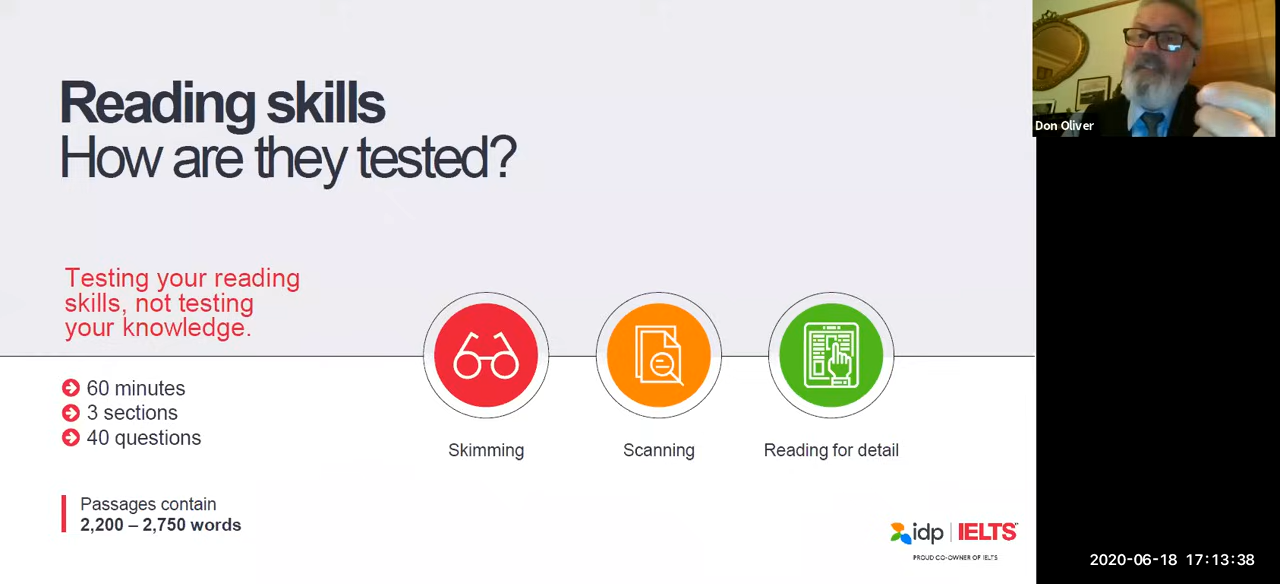 Reading skills
How are they tested?
Testing your reading
skills, not testing
your knowledge.
60 minutes
3 sections
40 questions
Passages contain
2,200 – 2,750 words
Skimming
Scanning
Reading for detail
idp | IELTS™
PROUD CO-OWNER OF IELTS
Don Oliver
2020-06-18 17:13:38